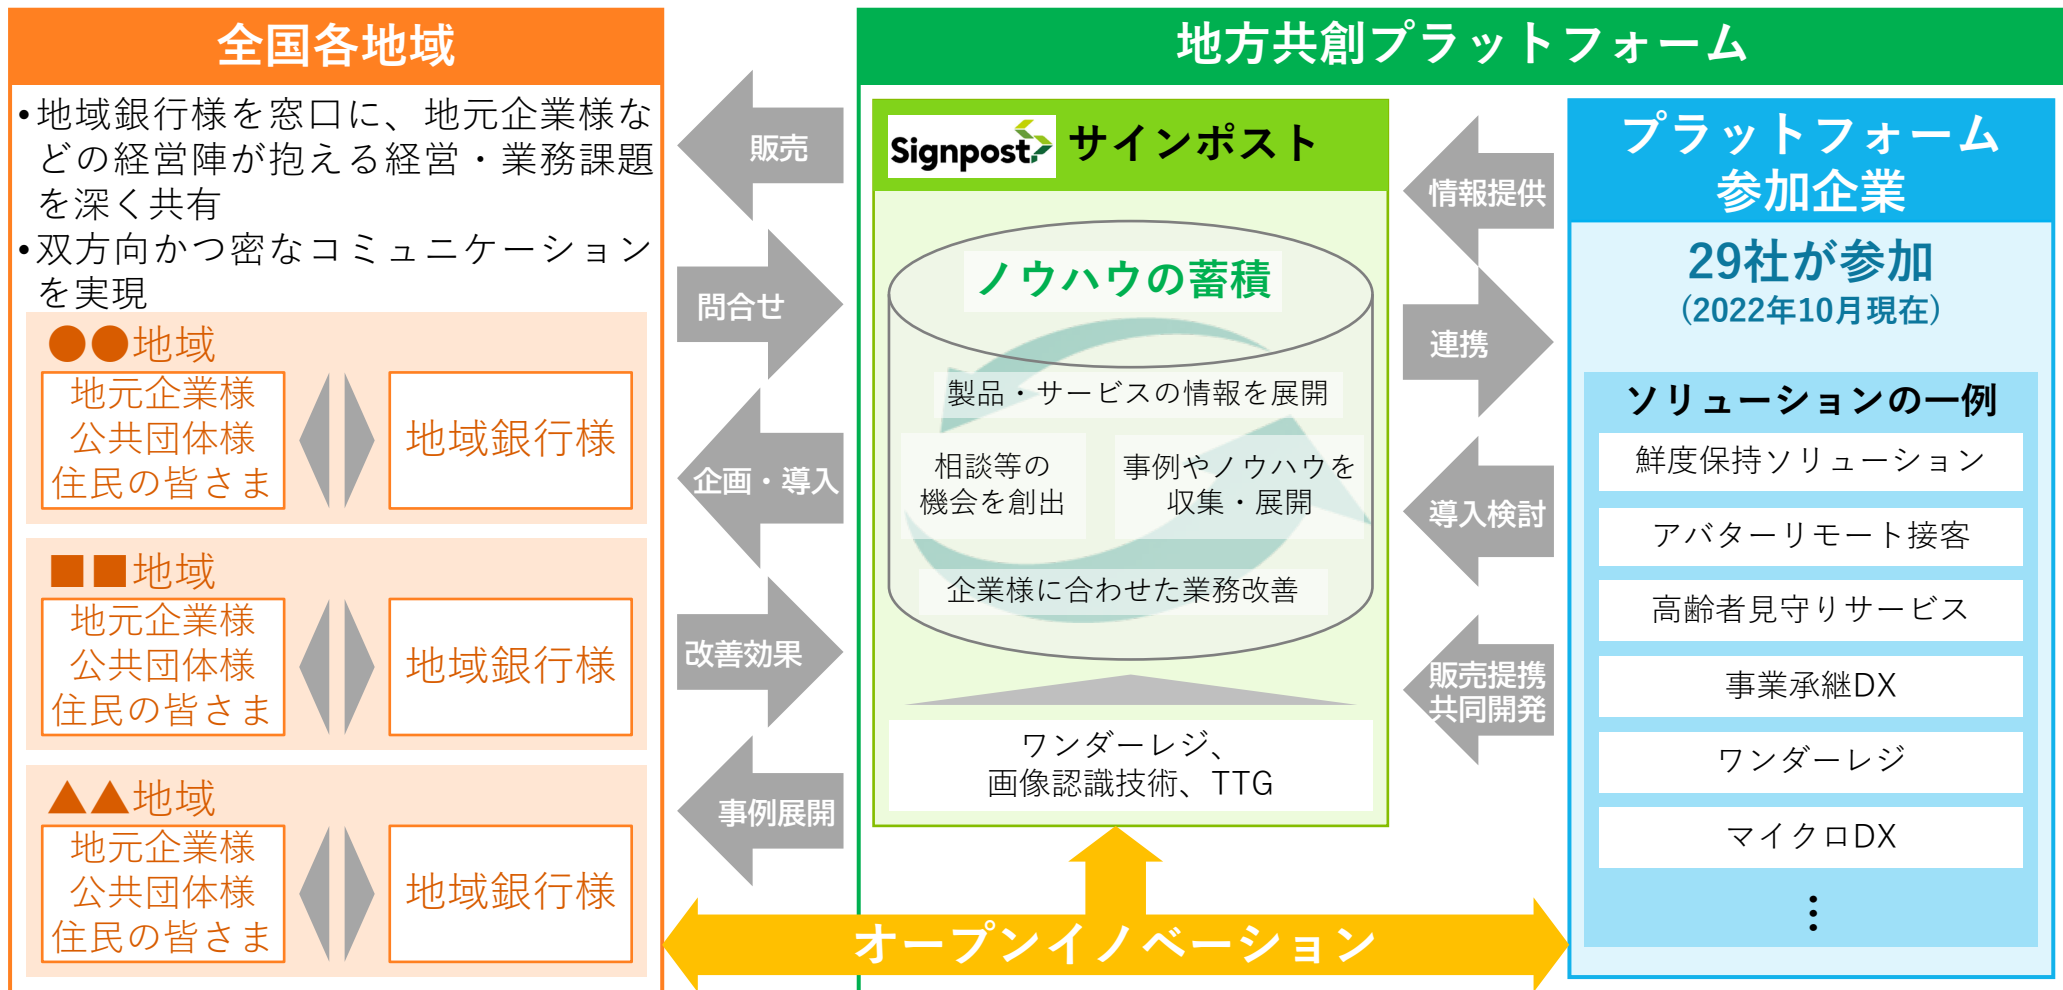 全国各地域
•地域銀行様を窓口に、地元企業様な
どの経営陣が抱える経営・業務課題
を深く共有
•双方向かつ密なコミュニケーション
を実現
●●地域
地元企業様
公共団体様
住民の皆さま
地域銀行様
■■地域
地元企業様
公共団体様
住民の皆さま
地域銀行様
▲▲地域
地元企業様
公共団体様
住民の皆さま
地域銀行様
販売
問合せ
企画・導入
改善効果
事例展開
地方共創プラットフォーム
Signpost サインポスト
ノウハウの蓄積
製品・サービスの情報を展開
相談等の
機会を創出
事例やノウハウを
収集・展開
企業様に合わせた業務改善
ワンダーレジ、
画像認識技術、TTG
情報提供
連携
導入検討
販売提携
共同開発
プラットフォーム
参加企業
29社が参加
(2022年10月現在)
ソリューションの一例
鮮度保持ソリューション
アバターリモート接客
高齢者見守りサービス
事業承継DX
ワンダーレジ
マイクロDX
⋮
オープンイノベーション